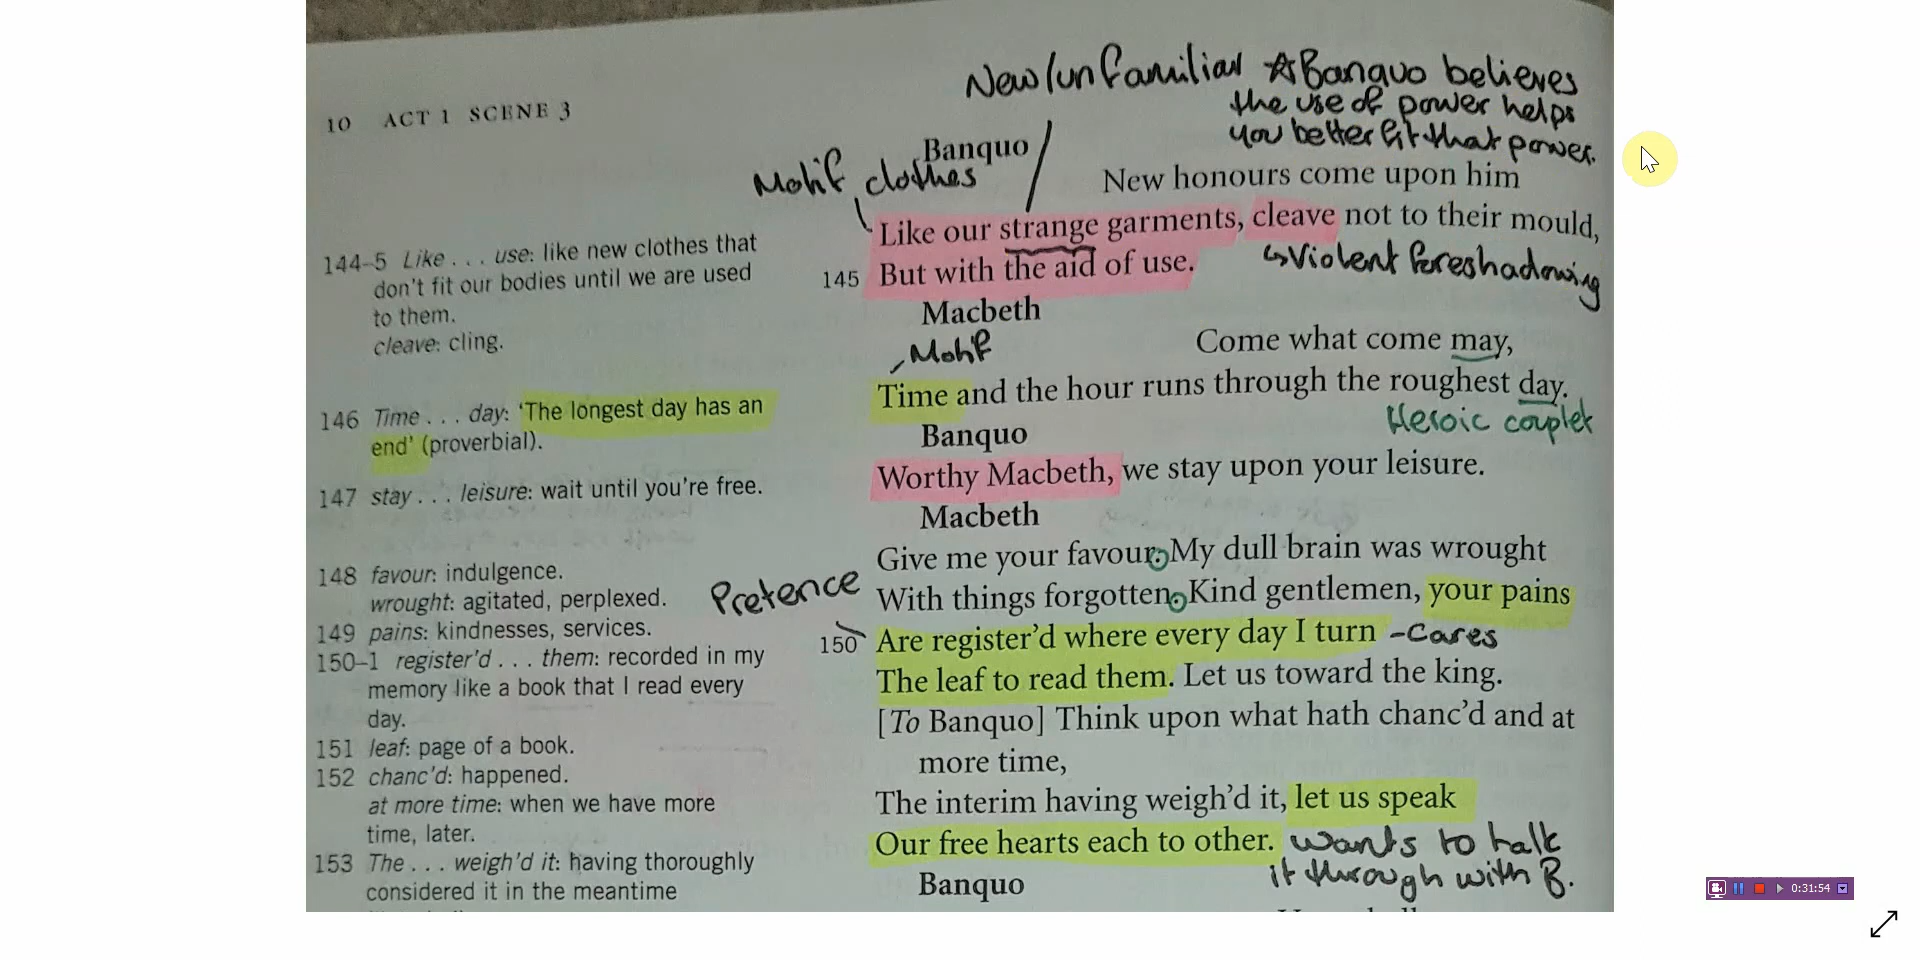 New/unfamiliar ☆Banquo believes
the use of power helps
you better fit that power.
10 ACT 1 SCENE 3
Banquo
Motif clothes
New honours come upon him
Like our strange garments, cleave not to their mould,
↳Violent foreshadowing
145 But with the aid of use.
Macbeth
Motif
Come what come may,
Time and the hour runs through the roughest day.
Heroic couplet
Banquo
Worthy Macbeth, we stay upon your leisure.
Macbeth
Give me your favour. My dull brain was wrought
Pretence
With things forgotten. Kind gentlemen, your pains
150 Are register'd where every day I turn -Cares
The leaf to read them. Let us toward the king.
[To Banquo] Think upon what hath chanc'd and at
more time,
The interim having weigh'd it, let us speak
Our free hearts each to other. wants to talk
it through with B.
Banquo
144–5 Like . . . use: like new clothes that
don't fit our bodies until we are used
to them.
cleave: cling.
146 Time . . . day: 'The longest day has an
end' (proverbial).
147 stay . . . leisure: wait until you're free.
148 favour: indulgence.
wrought: agitated, perplexed.
149 pains: kindnesses, services.
150–1 register'd . . . them: recorded in my
memory like a book that I read every
day.
151 leaf: page of a book.
152 chanc'd: happened.
at more time: when we have more
time, later.
153 The . . . weigh'd it: having thoroughly
considered it in the meantime
0:31:54